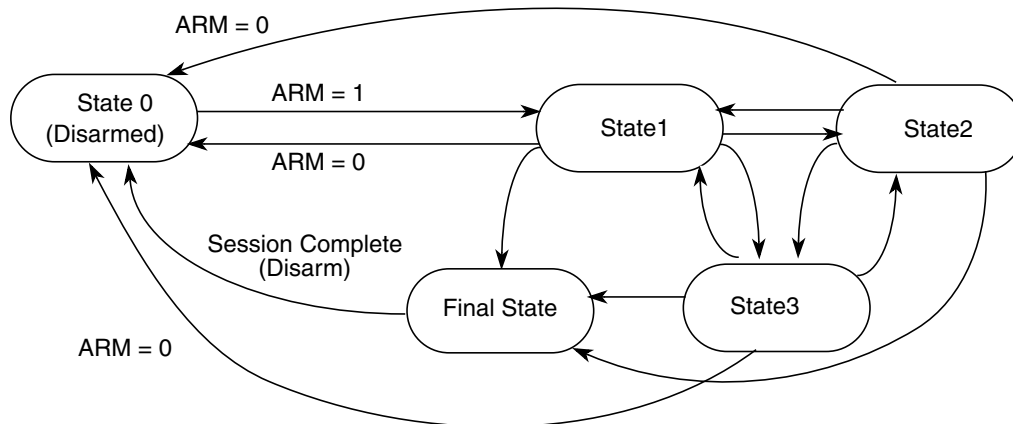 ARM = 0
State 0
(Disarmed)
ARM = 1
State1
State2
ARM = 0
Session Complete
(Disarm)
Final State
State3
ARM = 0